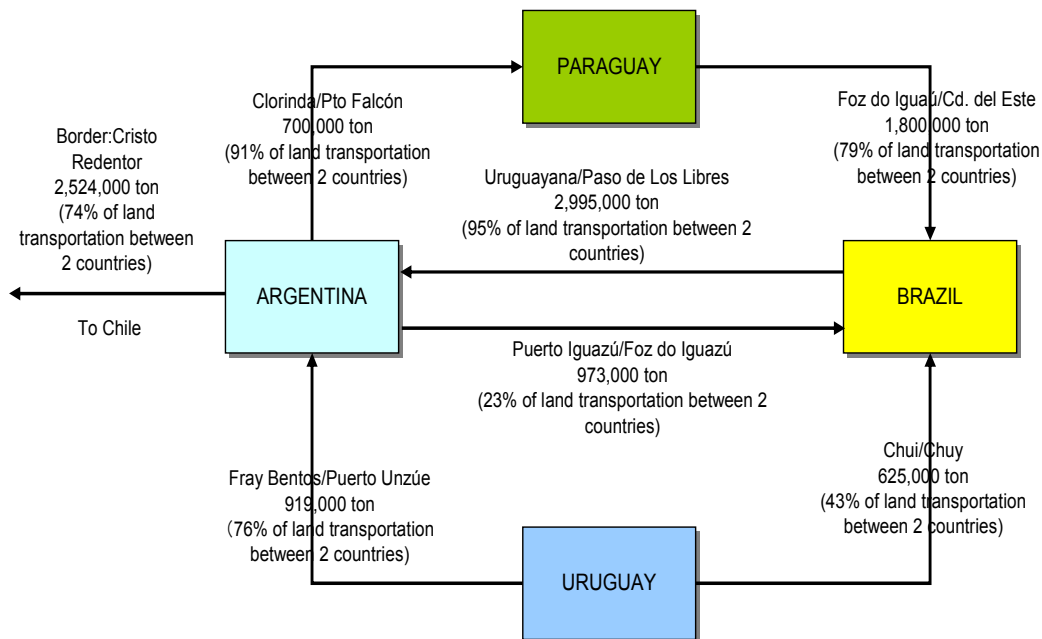 PARAGUAY
Clorinda/Pto Falcón
700,000 ton
(91% of land transportation
between 2 countries)
Foz do Iguaú/Cd. del Este
1,800,000 ton
(79% of land transportation
between 2 countries)
Border:Cristo
Redentor
2,524,000 ton
(74% of land
transportation between
2 countries)
Uruguayana/Paso de Los Libres
2,995,000 ton
(95% of land transportation between 2
countries)
ARGENTINA
BRAZIL
To Chile
Puerto Iguazú/Foz do Iguazú
973,000 ton
(23% of land transportation between 2
countries)
Fray Bentos/Puerto Unzúe
919,000 ton
(76% of land transportation
between 2 countries)
Chui/Chuy
625,000 ton
(43% of land transportation
between 2 countries)
URUGUAY